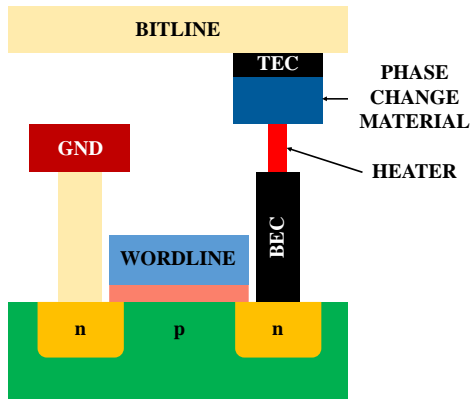 BITLINE
TEC
PHASE
CHANGE
MATERIAL
GND
HEATER
BEC
WORDLINE
n
p
n